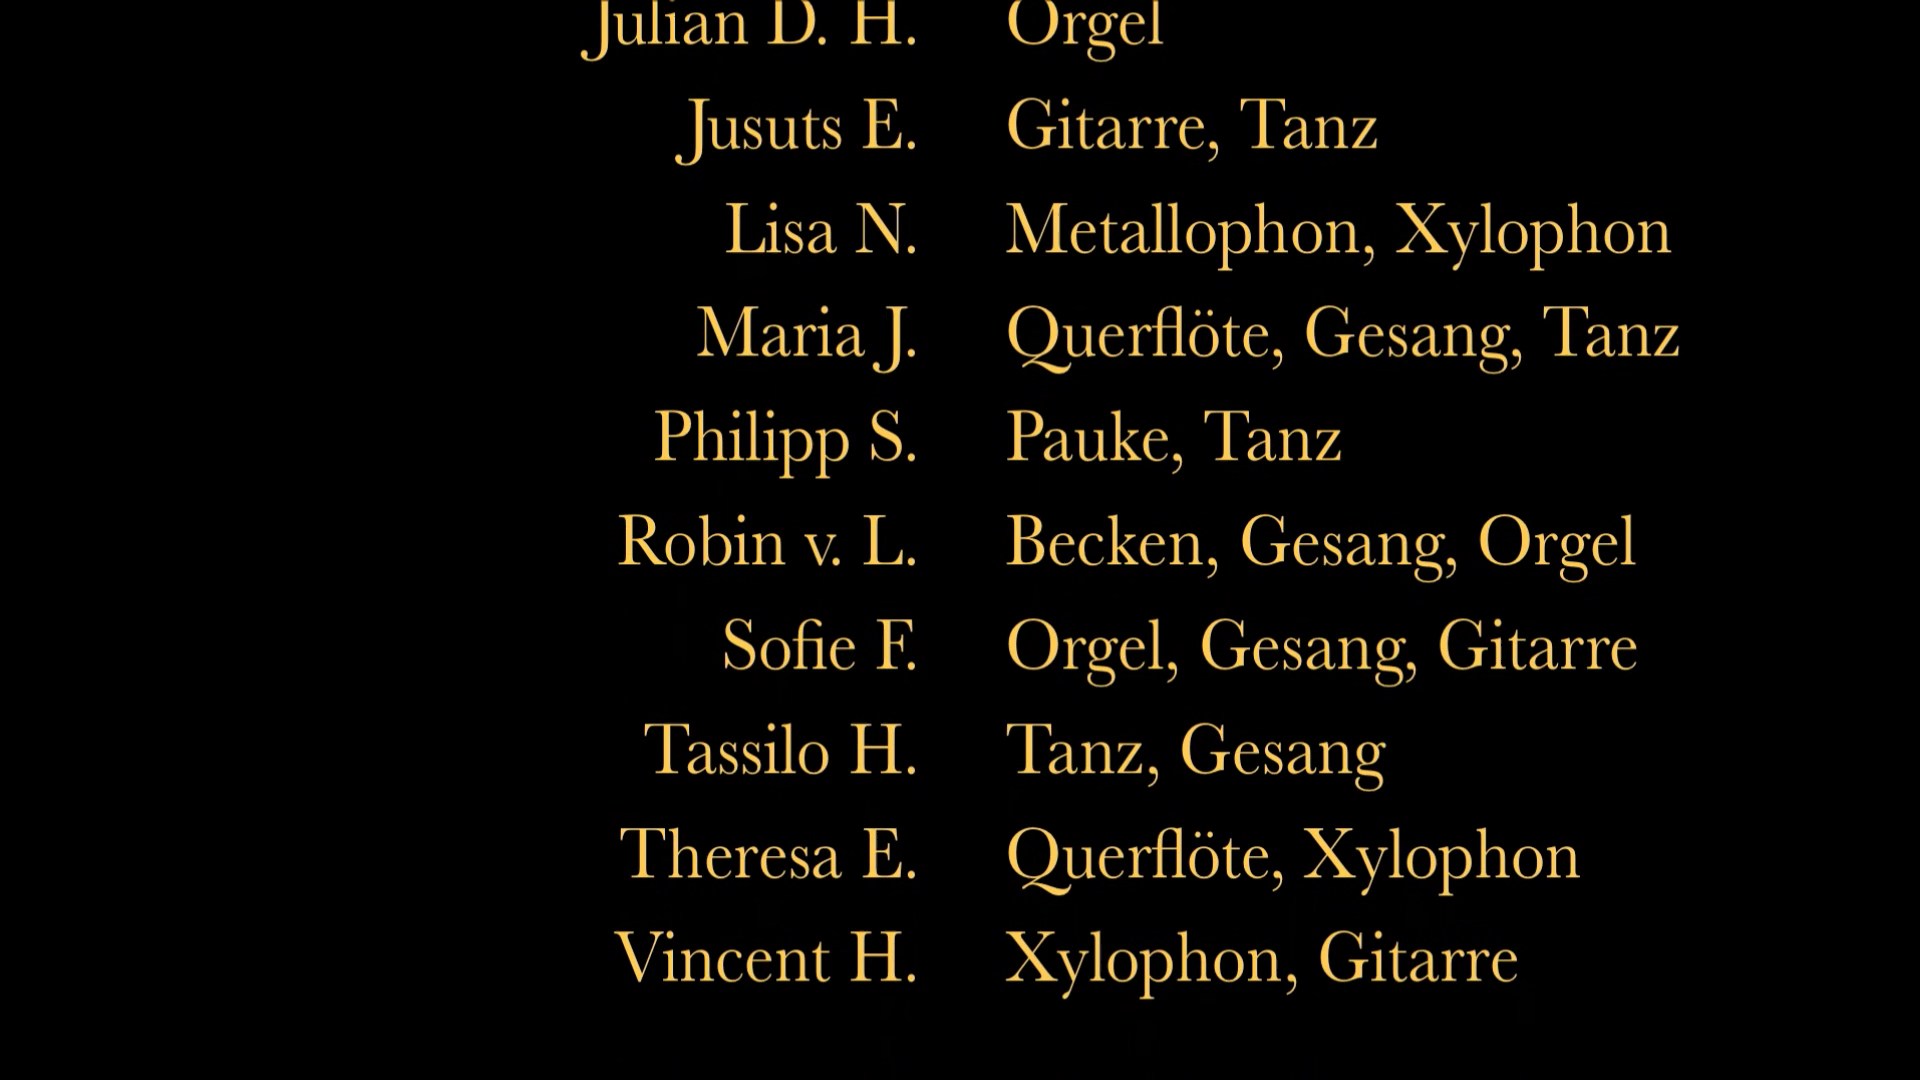 Julian D. H. Orgel
Jusuts E. Gitarre, Tanz
Lisa N. Metallophon, Xylophon
Maria J. Querflöte, Gesang, Tanz
Philipp S. Pauke, Tanz
Robin v. L. Becken, Gesang, Orgel
Sofie F. Orgel, Gesang, Gitarre
Tassilo H. Tanz, Gesang
Theresa E. Querflöte, Xylophon
Vincent H. Xylophon, Gitarre